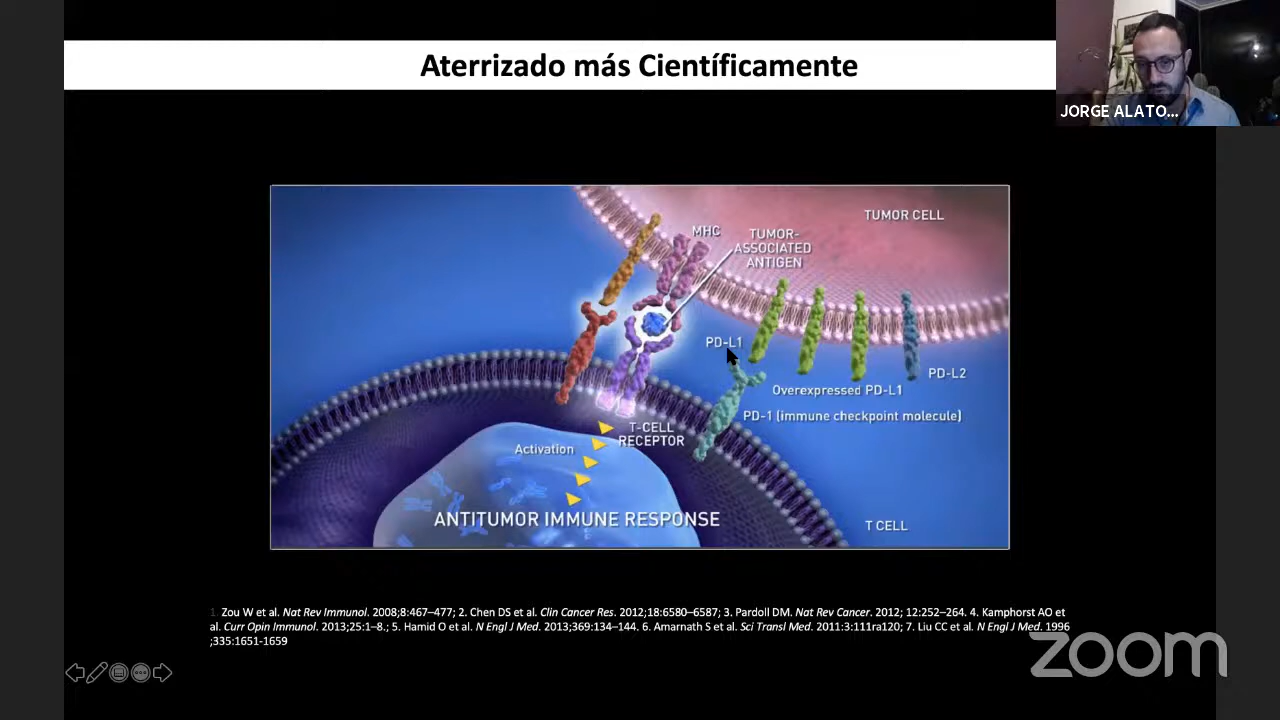 Aterrizado más Científicamente
JORGE ALATO...
TUMOR CELL
MHC
TUMOR-
ASSOCIATED
ANTIGEN
PD-L1
PD-L2
Overexpressed PD-L1
PD-1 (immune checkpoint molecule)
T-CELL
RECEPTOR
Activation
ANTITUMOR IMMUNE RESPONSE
T CELL
1. Zou W et al. Nat Rev Immunol. 2008;8:467–477; 2. Chen DS et al. Clin Cancer Res. 2012;18:6580–6587; 3. Pardoll DM. Nat Rev Cancer. 2012; 12:252–264. 4. Kamphorst AO et
al. Curr Opin Immunol. 2013;25:1–8.; 5. Hamid O et al. N Engl J Med. 2013;369:134–144. 6. Amarnath S et al. Sci Transl Med. 2011:3:111ra120; 7. Liu CC et al. N Engl J Med. 1996
;335:1651-1659
zoom